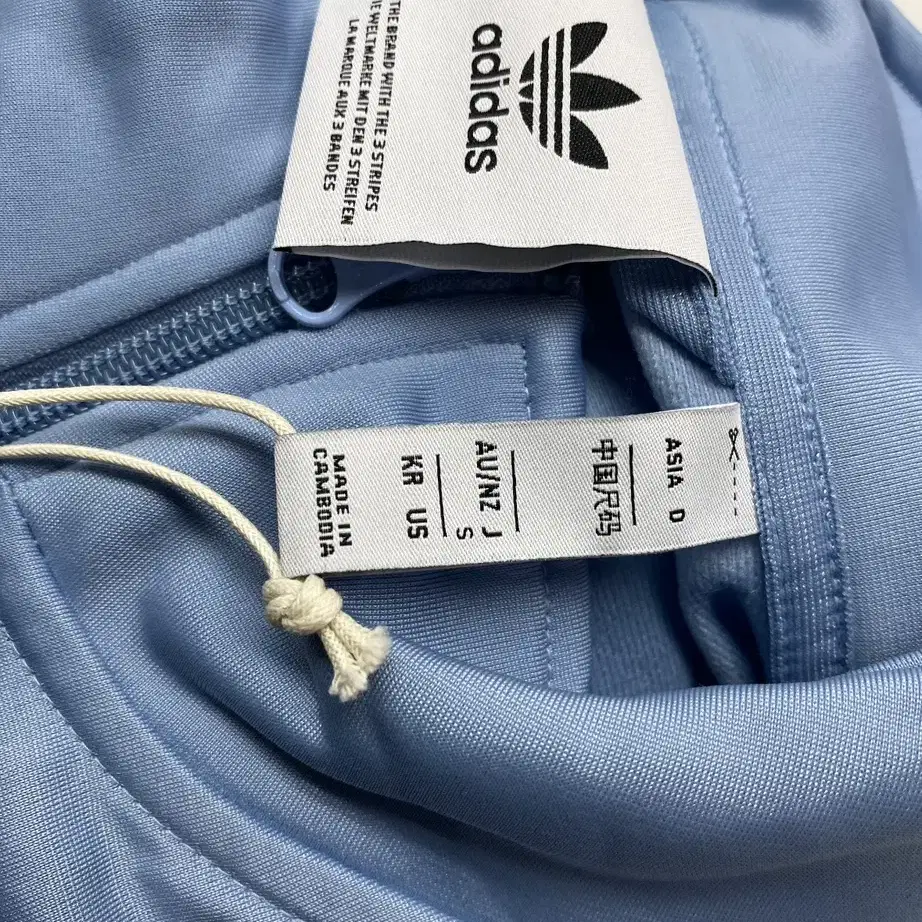 adidas
THE BRAND WITH THE 3 STRIPES
IE WELTMARKE MIT DEN 3 STREIFEN
LA MARQUE AUX 3 BANDES
ASIA D
中国尺码
AU/NZ J
S
KR US
MADE IN
CAMBODIA